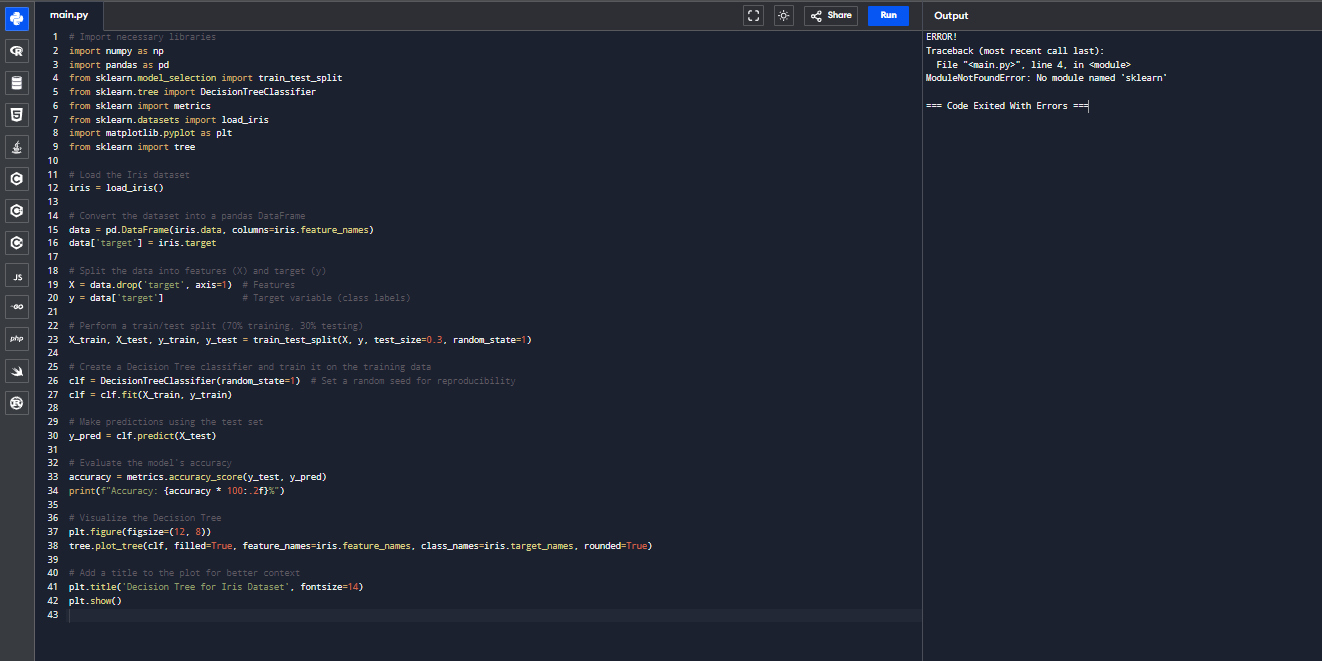 main.py
Share
Run
Output
1 # Import necessary libraries
2 import numpy as np
3 import pandas as pd
4 from sklearn.model_selection import train_test_split
5 from sklearn.tree import DecisionTreeClassifier
6 from sklearn import metrics
7 from sklearn.datasets import load_iris
8 import matplotlib.pyplot as plt
9 from sklearn import tree
10
11 # Load the Iris dataset
12 iris = load_iris()
13
14 # Convert the dataset into a pandas DataFrame
15 data = pd.DataFrame(iris.data, columns=iris.feature_names)
16 data['target'] = iris.target
17
18 # Split the data into features (X) and target (y)
19 X = data.drop('target', axis=1)  # Features
20 y = data['target']               # Target variable (class labels)
21
22 # Perform a train/test split (70% training, 30% testing)
23 X_train, X_test, y_train, y_test = train_test_split(X, y, test_size=0.3, random_state=1)
24
25 # Create a Decision Tree classifier and train it on the training data
26 clf = DecisionTreeClassifier(random_state=1)  # Set a random seed for reproducibility
27 clf = clf.fit(X_train, y_train)
28
29 # Make predictions using the test set
30 y_pred = clf.predict(X_test)
31
32 # Evaluate the model's accuracy
33 accuracy = metrics.accuracy_score(y_test, y_pred)
34 print(f"Accuracy: {accuracy * 100:.2f}%")
35
36 # Visualize the Decision Tree
37 plt.figure(figsize=(12, 8))
38 tree.plot_tree(clf, filled=True, feature_names=iris.feature_names, class_names=iris.target_names, rounded=True)
39
40 # Add a title to the plot for better context
41 plt.title('Decision Tree for Iris Dataset', fontsize=14)
42 plt.show()
43
ERROR!
Traceback (most recent call last):
  File "<main.py>", line 4, in <module>
ModuleNotFoundError: No module named 'sklearn'
=== Code Exited With Errors ===
R
5
C
C
C
JS
GO
php